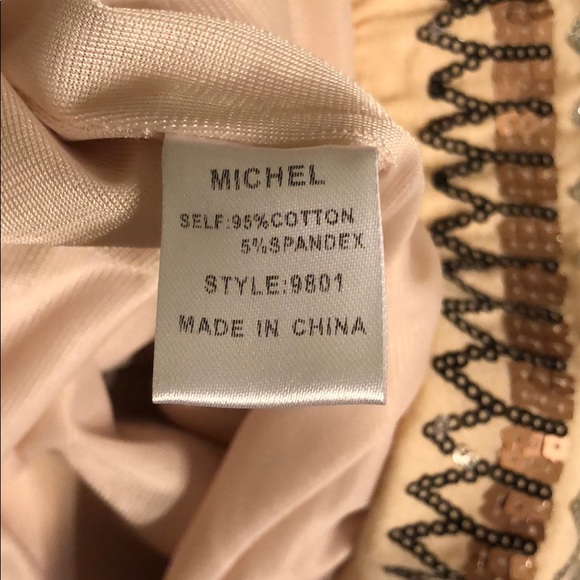 MICHEL
SELF:95%COTTON
5%SPANDEX
STYLE:9801
MADE IN CHINA